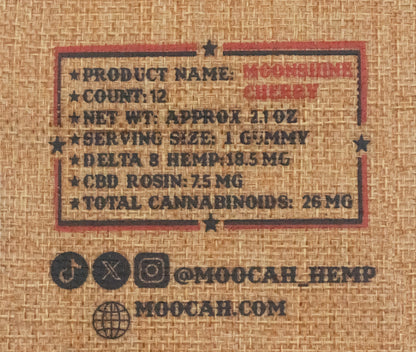 ★PRODUCT NAME: MOONSHINE
CHERRY
★COUNT: 12
★NET WT: APPROX 2.1 OZ
★SERVING SIZE: 1 GUMMY
★DELTA 8 HEMP: 18.5 MG
★CBD ROSIN: 7.5 MG
★TOTAL CANNABINOIDS: 26 MG
@MOOCAH_HEMP
MOOCAH.COM